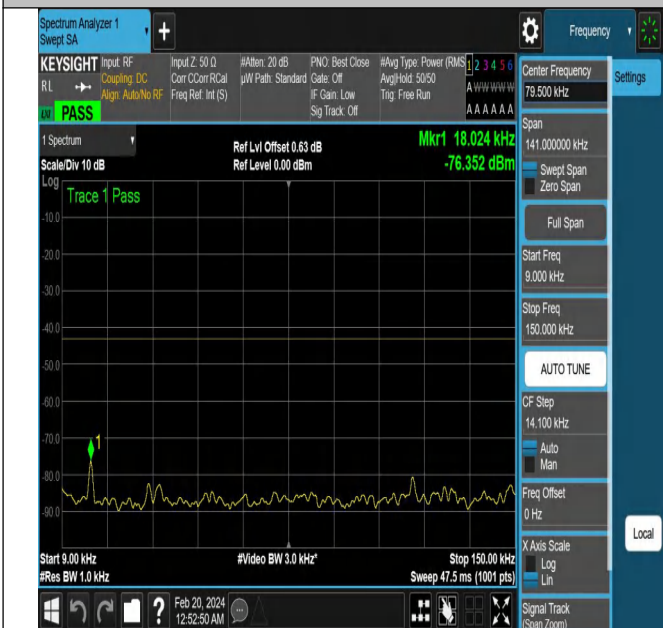 Spectrum Analyzer 1
Swept SA
+
Frequency
KEYSIGHT
Input: RF
Input Z: 50 Ω
#Atten: 20 dB
PNO: Best Close
#Avg Type: Power (RMS
1 2 3 4 5 6
RL
Coupling: DC
Corr CCorr RCal
µW Path: Standard
Gate: Off
Avg|Hold: 50/50
A W W W W W
Align: Auto/No RF
Freq Ref: Int (S)
IF Gain: Low
Trig: Free Run
LXI
PASS
Sig Track: Off
A A A A A A
1 Spectrum
Ref Lvl Offset 0.63 dB
Mkr1 18.024 kHz
Scale/Div 10 dB
Ref Level 0.00 dBm
-76.352 dBm
Log
Trace 1 Pass
-10.0
-20.0
-30.0
-40.0
-50.0
-60.0
-70.0
1
-80.0
-90.0
Start 9.00 kHz
#Video BW 3.0 kHz*
Stop 150.00 kHz
#Res BW 1.0 kHz
Sweep 47.5 ms (1001 pts)
?
Feb 20, 2024
12:52:50 AM
Center Frequency
79.500 kHz
Settings
Span
141.000000 kHz
Swept Span
Zero Span
Full Span
Start Freq
9.000 kHz
Stop Freq
150.000 kHz
AUTO TUNE
CF Step
14.100 kHz
Auto
Man
Freq Offset
0 Hz
Local
X Axis Scale
Log
Lin
Signal Track
(Span Zoom)